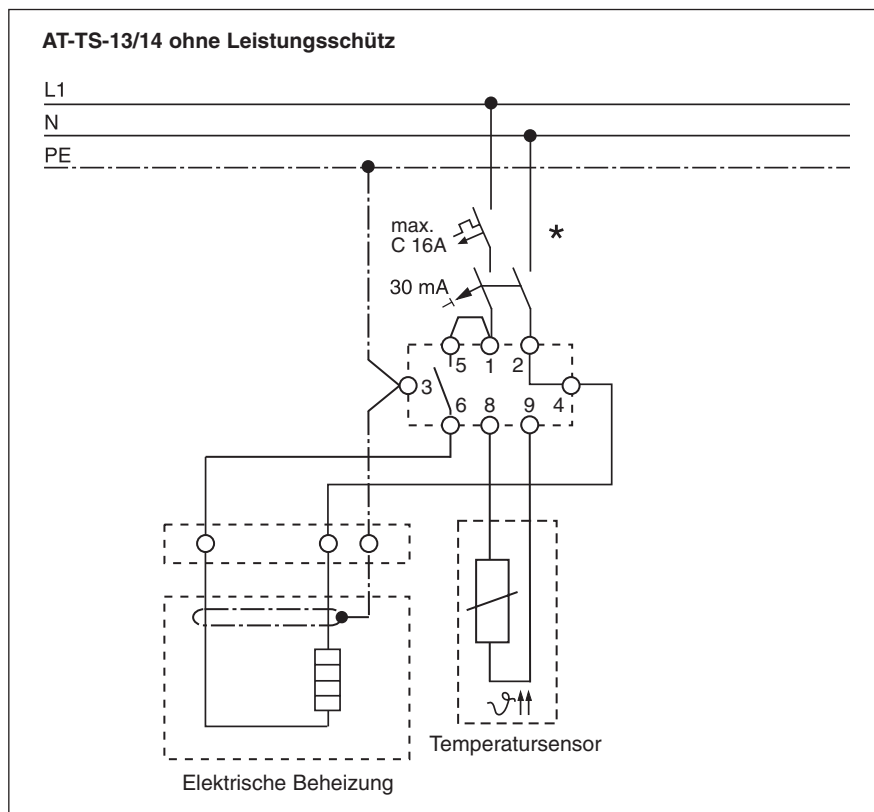 AT-TS-13/14 ohne Leistungsschütz
L1
N
PE
max.
C 16A
*
30 mA
5 1 2
3
6 8 9 4
ϑ
Temperatursensor
Elektrische Beheizung